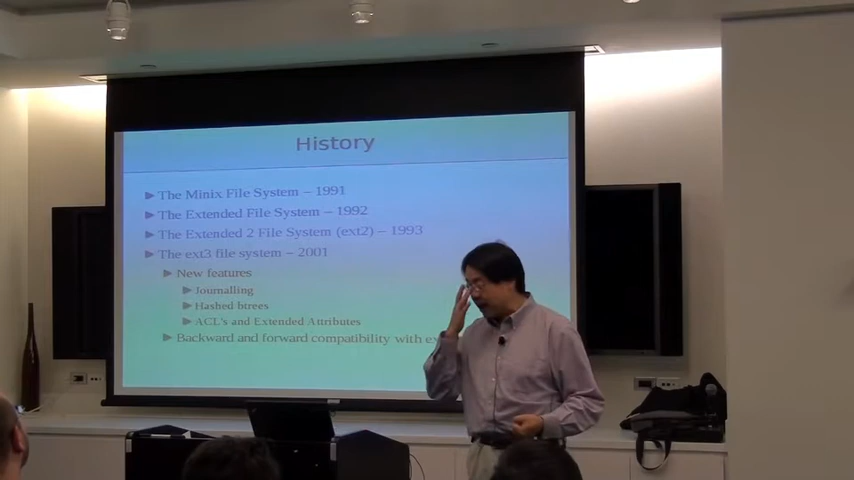 History
The Minix File System – 1991
The Extended File System – 1992
The Extended 2 File System (ext2) – 1993
The ext3 file system – 2001
New features
Journalling
Hashed btrees
ACL's and Extended Attributes
Backward and forward compatibility with